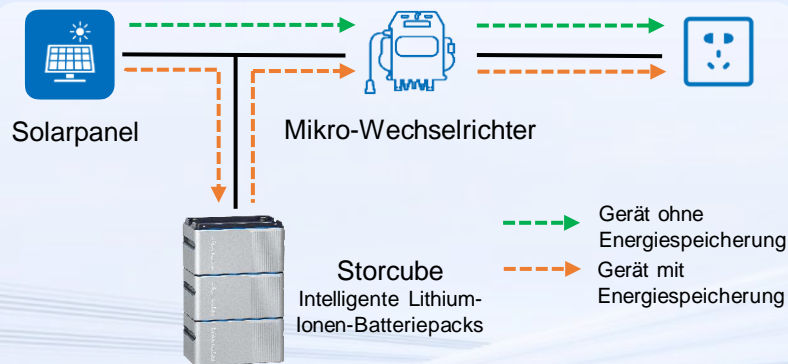 Solarpanel
Mikro-Wechselrichter
Gerät ohne
Energiespeicherung
Storcube
Gerät mit
Intelligente Lithium-
Energiespeicherung
Ionen-Batteriepacks